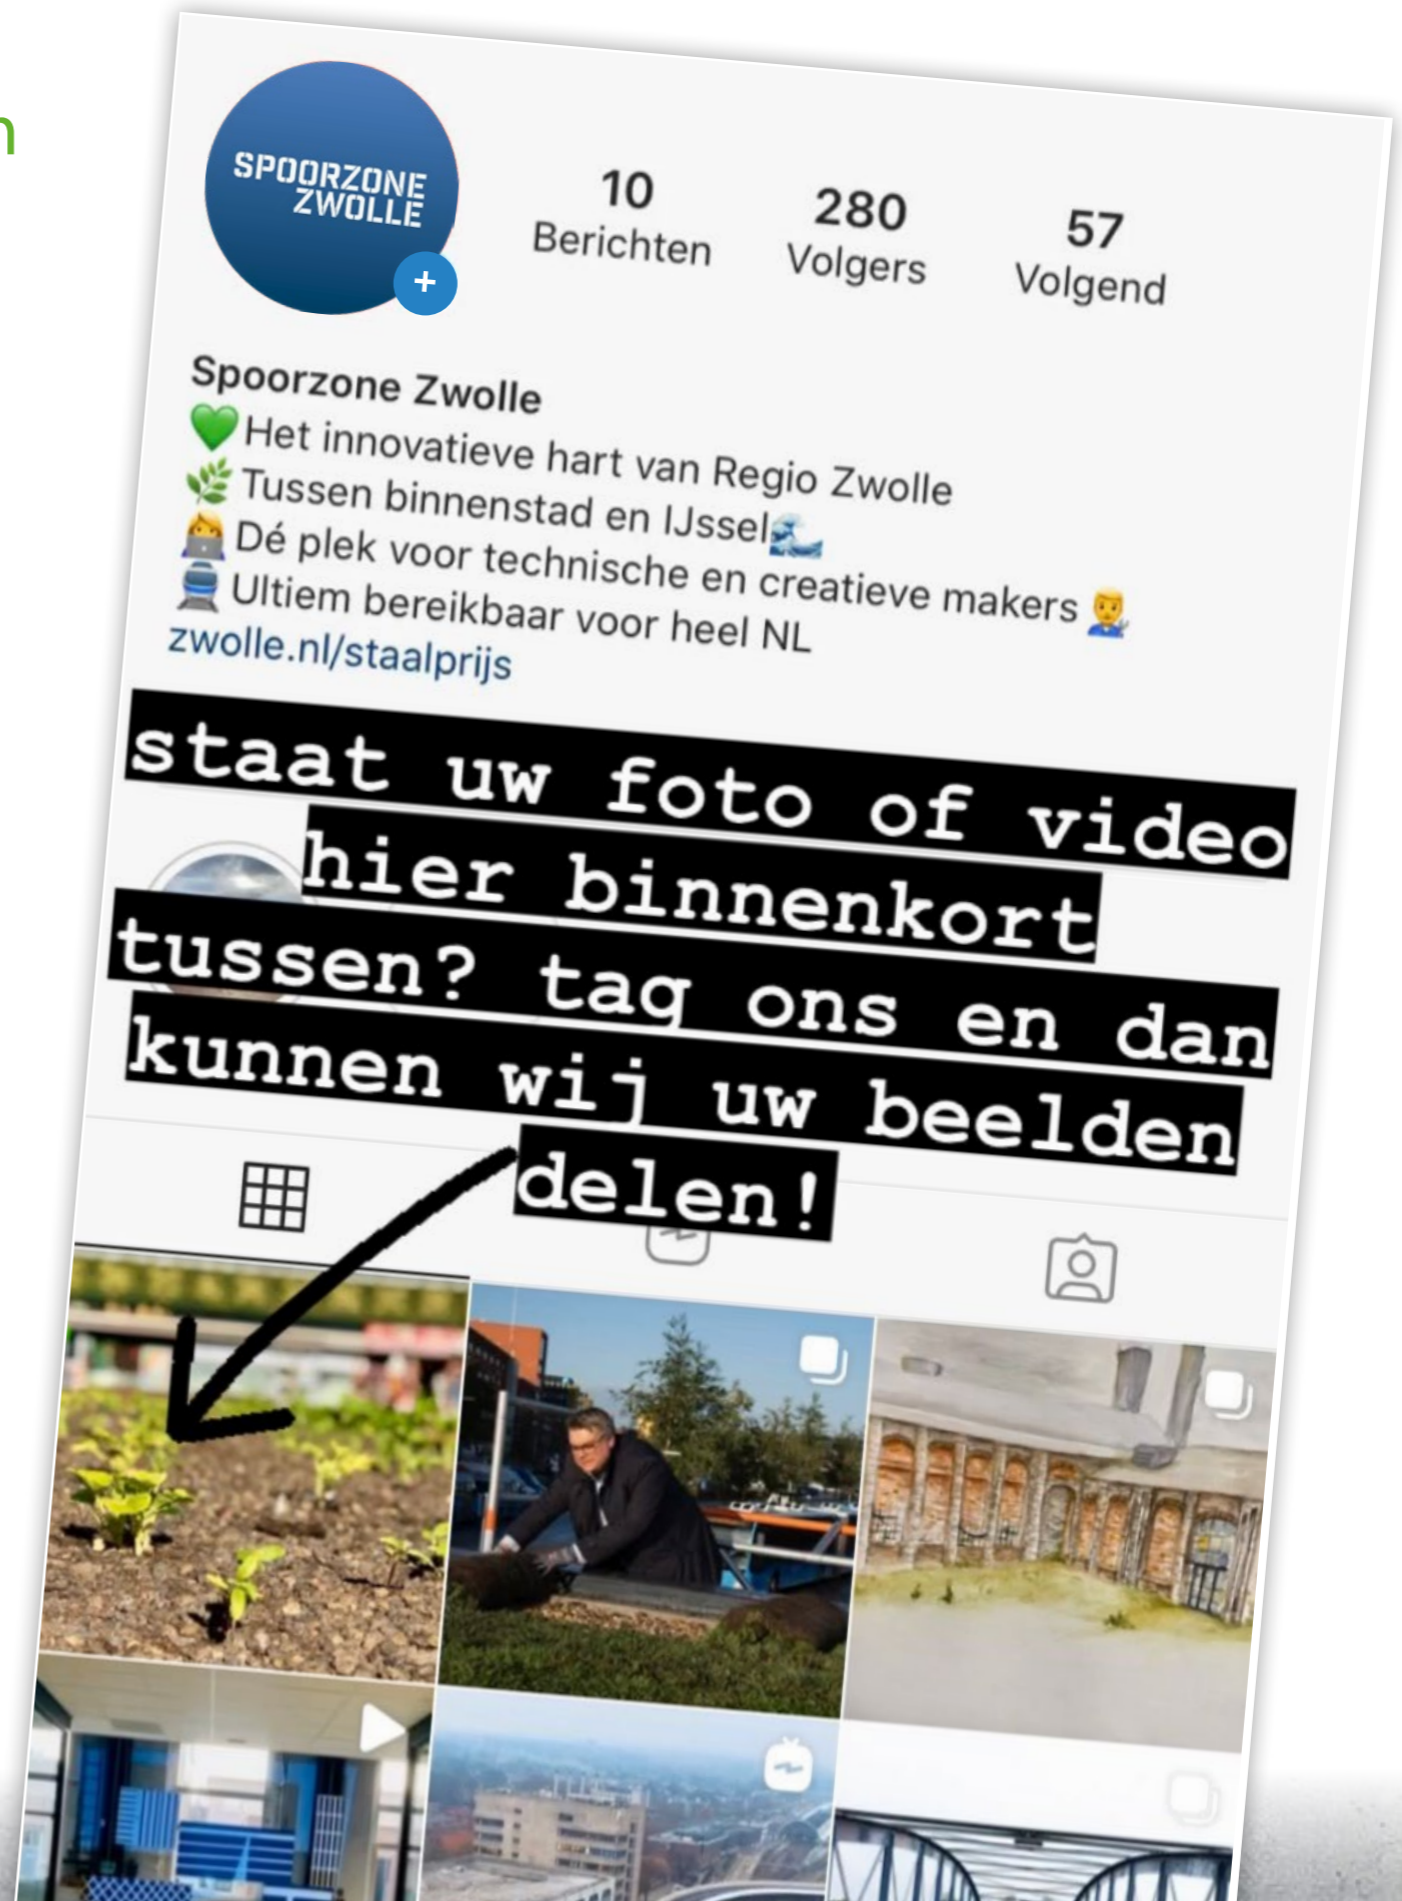 n
SPOORZONE
ZWOLLE
10
Berichten
280
Volgers
57
Volgend
Spoorzone Zwolle
💚Het innovatieve hart van Regio Zwolle
🌿Tussen binnenstad en IJssel🌊
👩‍💻Dé plek voor technische en creatieve makers👨‍🔧
🚆Ultiem bereikbaar voor heel NL
zwolle.nl/staalprijs
staat uw foto of video
hier binnenkort
tussen? tag ons en dan
kunnen wij uw beelden
delen!